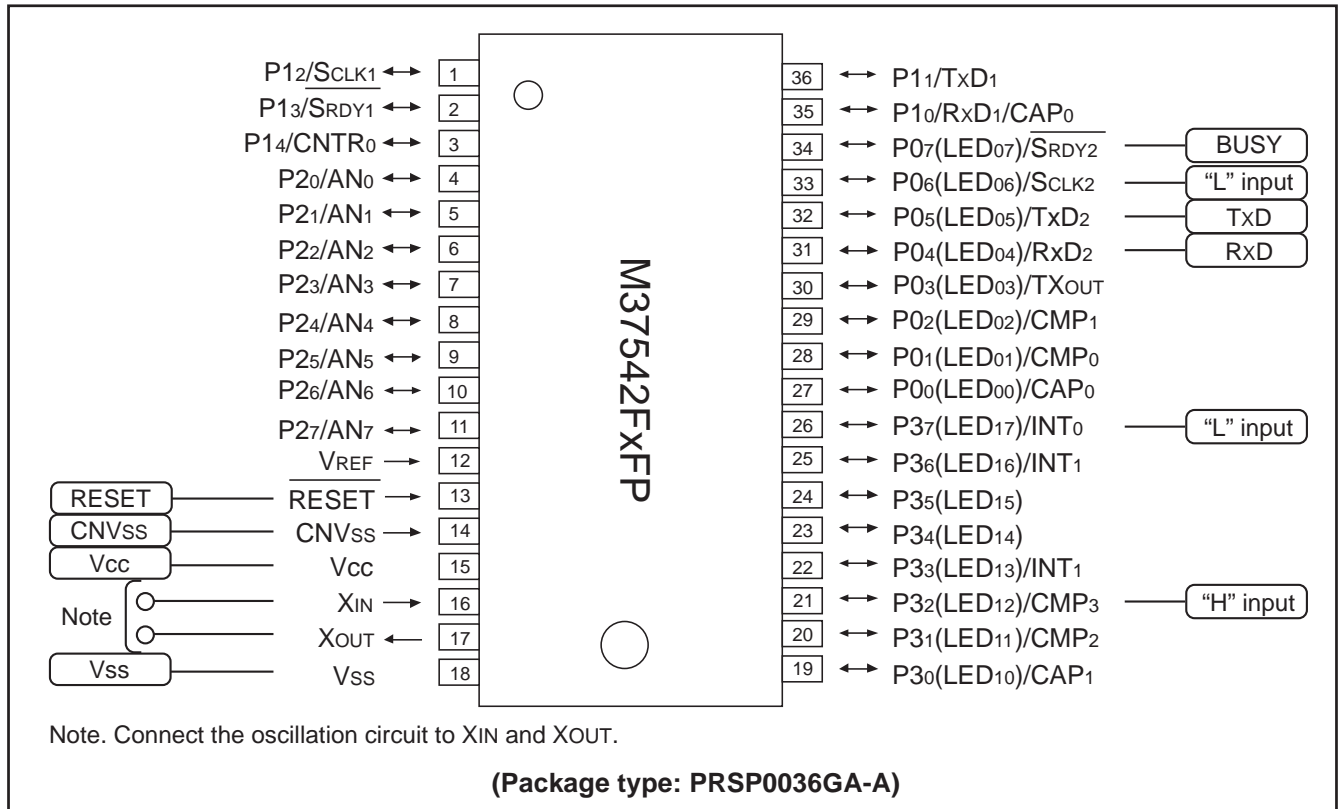 P12/SCLK1
P13/SRDY1
P14/CNTR0
P20/AN0
P21/AN1
P22/AN2
P23/AN3
P24/AN4
P25/AN5
P26/AN6
P27/AN7
VREF
RESET RESET
CNVSS CNVSS
Vcc Vcc
Note XIN
XOUT
Vss VSS
1
2
3
4
5
6
7
8
9
10
11
12
13
14
15
16
17
18
M37542FxFP
36 P11/TxD1
35 P10/RxD1/CAP0
34 P07(LED07)/SRDY2 BUSY
33 P06(LED06)/SCLK2 “L” input
32 P05(LED05)/TxD2 TxD
31 P04(LED04)/RxD2 RxD
30 P03(LED03)/TXOUT
29 P02(LED02)/CMP1
28 P01(LED01)/CMP0
27 P00(LED00)/CAP0
26 P37(LED17)/INT0 “L” input
25 P36(LED16)/INT1
24 P35(LED15)
23 P34(LED14)
22 P33(LED13)/INT1
21 P32(LED12)/CMP3 “H” input
20 P31(LED11)/CMP2
19 P30(LED10)/CAP1
Note. Connect the oscillation circuit to XIN and XOUT.
(Package type: PRSP0036GA-A)